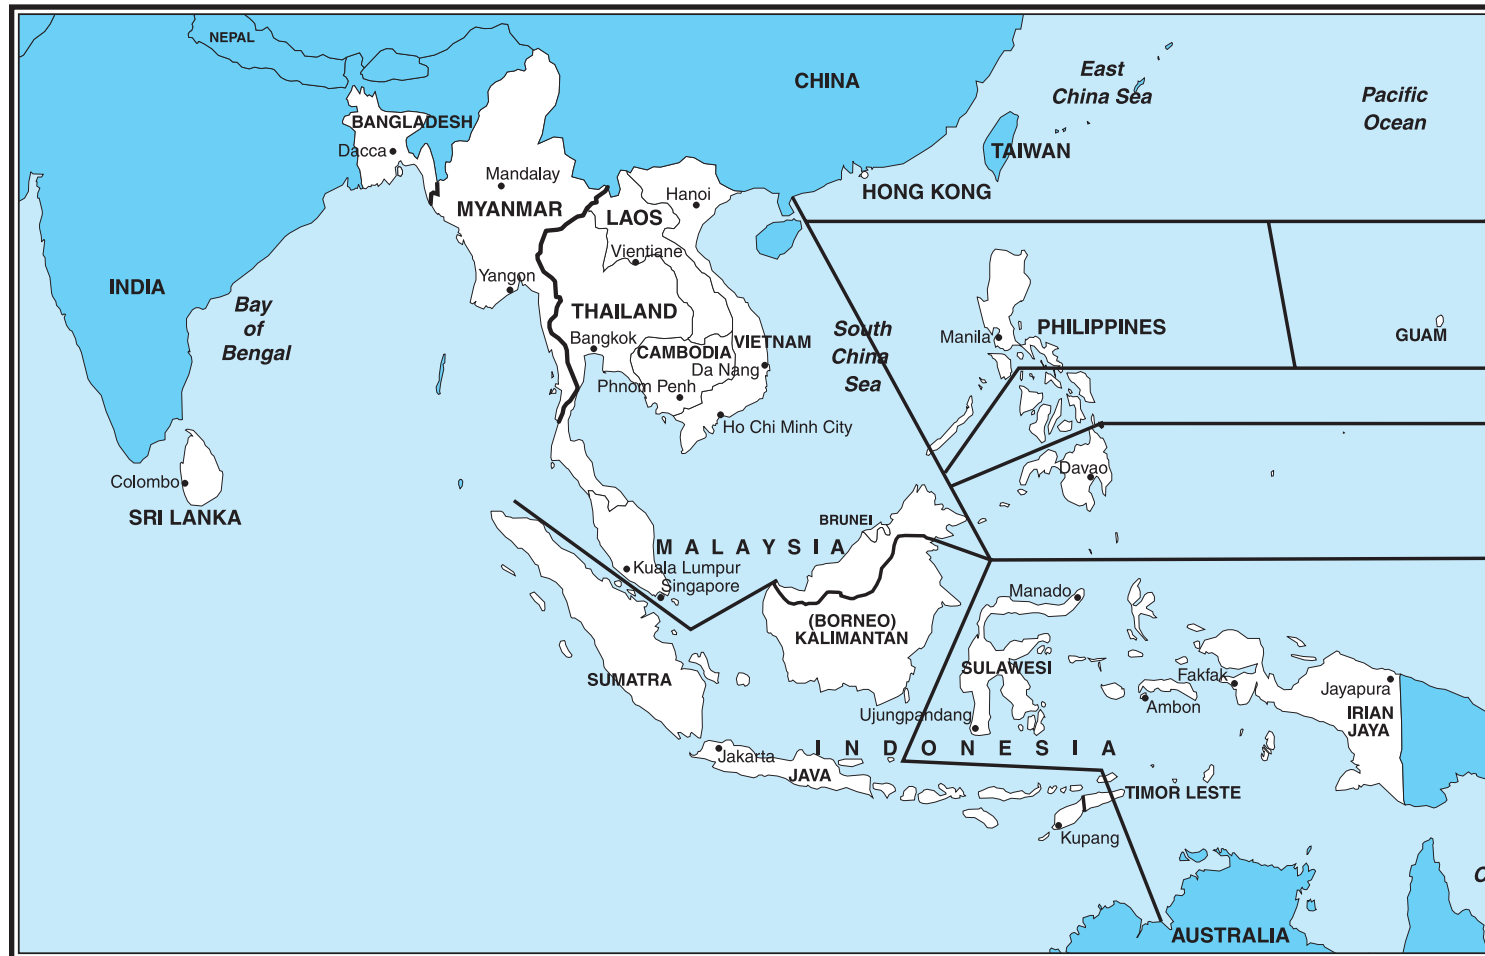 NEPAL
CHINA
East
China Sea
Pacific
Ocean
BANGLADESH
Dacca
TAIWAN
Mandalay
Hanoi
HONG KONG
MYANMAR
LAOS
Vientiane
INDIA
Yangon
Bay
of
Bengal
THAILAND
Bangkok
South
China
Sea
Manila
PHILIPPINES
GUAM
VIETNAM
CAMBODIA
Da Nang
Phnom Penh
Ho Chi Minh City
Davao
Colombo
SRI LANKA
BRUNEI
MALAYSIA
Kuala Lumpur
Singapore
Manado
(BORNEO)
KALIMANTAN
SULAWESI
SUMATRA
Fakfak
Jayapura
Ambon
IRIAN
JAYA
Ujungpandang
INDONESIA
Jakarta
JAVA
TIMOR LESTE
Kupang
AUSTRALIA